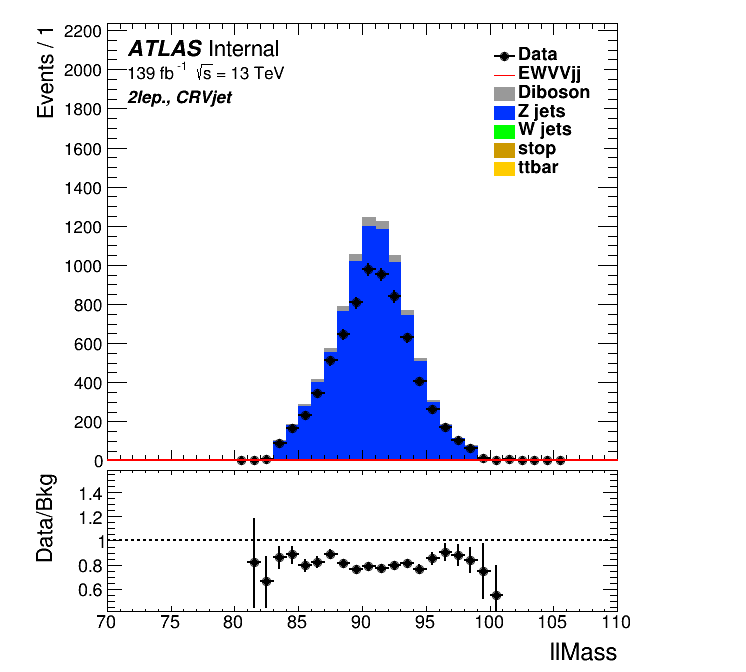 Events / 1
2200
2000
1800
1600
1400
1200
1000
800
600
400
200
0
ATLAS Internal
139 fb⁻¹ √s = 13 TeV
2lep., CRVjet
Data
EWVVjj
Diboson
Z jets
W jets
stop
ttbar
Data/Bkg
1.4
1.2
1
0.8
0.6
70 75 80 85 90 95 100 105 110
llMass